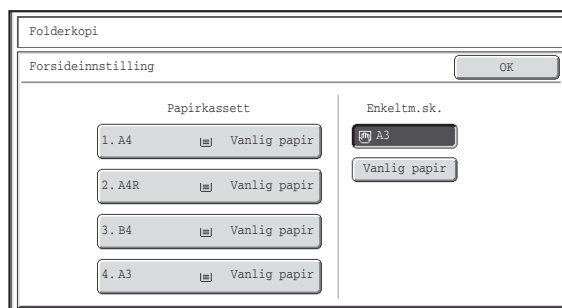 Folderkopi
Forsideinnstilling
OK
Papirkassett
1. A4 Vanlig papir
2. A4R Vanlig papir
3. B4 Vanlig papir
4. A3 Vanlig papir
Enkeltm.sk.
A3
Vanlig papir